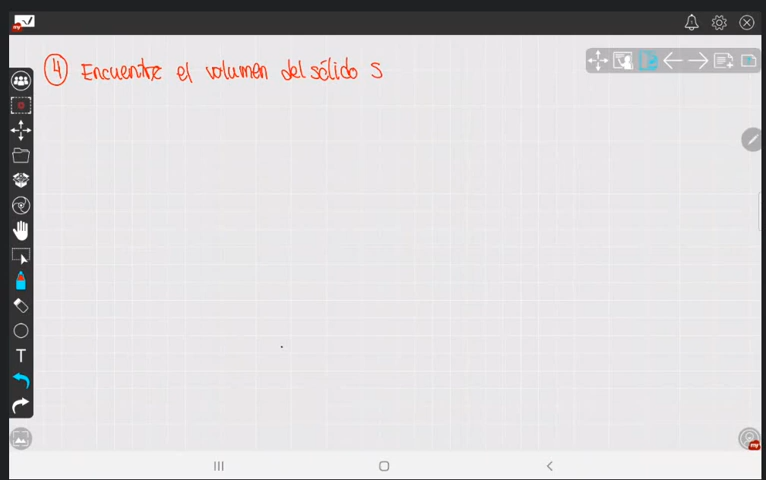 ④ Encuentre el volumen del sólido S
T